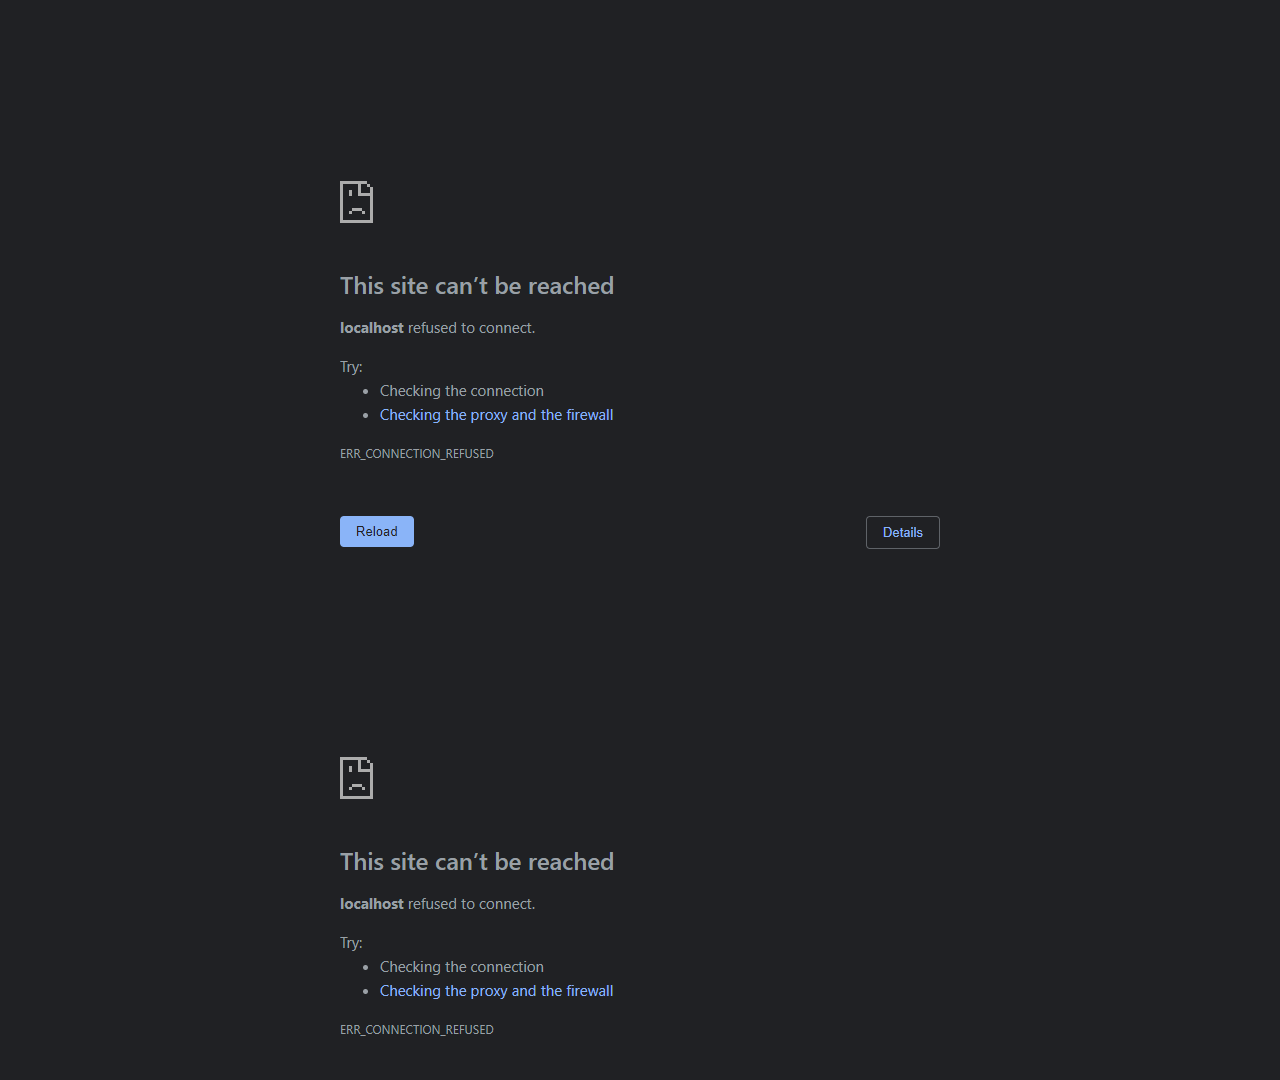 This site can’t be reached
localhost refused to connect.
Try:
Checking the connection
Checking the proxy and the firewall
ERR_CONNECTION_REFUSED
Reload
Details
This site can’t be reached
localhost refused to connect.
Try:
Checking the connection
Checking the proxy and the firewall
ERR_CONNECTION_REFUSED